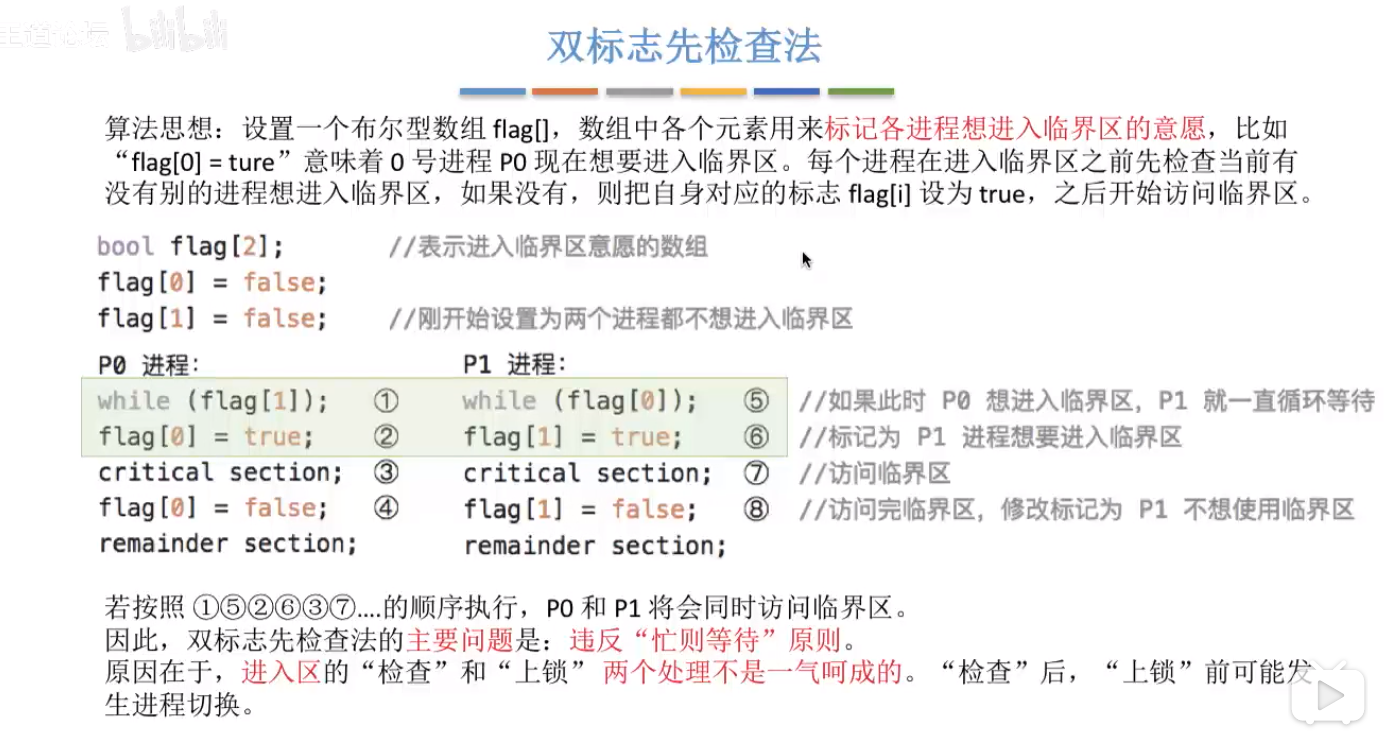 王道论坛 bilibili
双标志先检查法
算法思想：设置一个布尔型数组 flag[]，数组中各个元素用来标记各进程想进入临界区的意愿，比如
“flag[0] = ture”意味着 0 号进程 P0 现在想要进入临界区。每个进程在进入临界区之前先检查当前有
没有别的进程想进入临界区，如果没有，则把自身对应的标志 flag[i] 设为 true，之后开始访问临界区。
bool flag[2]; //表示进入临界区意愿的数组
flag[0] = false;
flag[1] = false; //刚开始设置为两个进程都不想进入临界区
P0 进程： P1 进程：
while (flag[1]); ① while (flag[0]); ⑤ //如果此时 P0 想进入临界区，P1 就一直循环等待
flag[0] = true; ② flag[1] = true; ⑥ //标记为 P1 进程想要进入临界区
critical section; ③ critical section; ⑦ //访问临界区
flag[0] = false; ④ flag[1] = false; ⑧ //访问完临界区，修改标记为 P1 不想使用临界区
remainder section; remainder section;
若按照 ①⑤②⑥③⑦....的顺序执行，P0 和 P1 将会同时访问临界区。
因此，双标志先检查法的主要问题是：违反“忙则等待”原则。
原因在于，进入区的“检查”和“上锁” 两个处理不是一气呵成的。“检查”后，“上锁”前可能发
生进程切换。